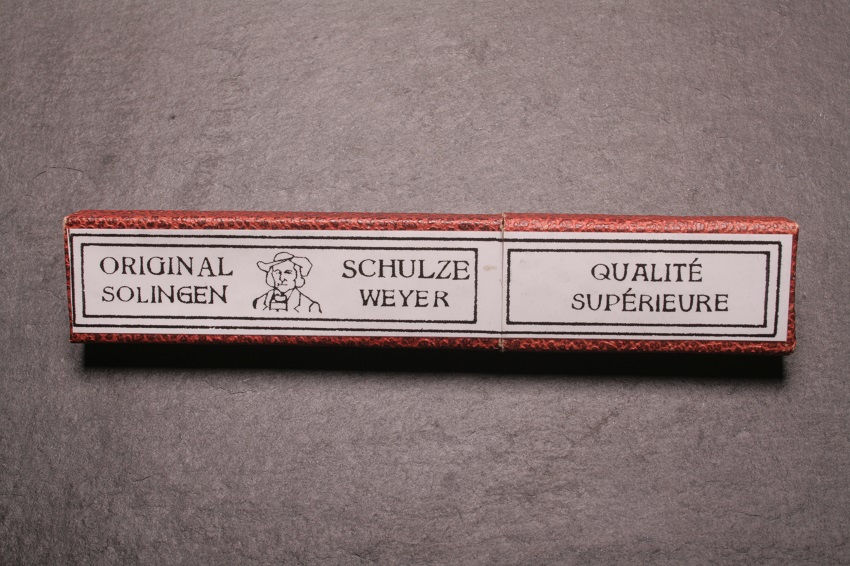 ORIGINAL
SOLINGEN
SCHULZE
WEYER
QUALITÉ
SUPÉRIEURE